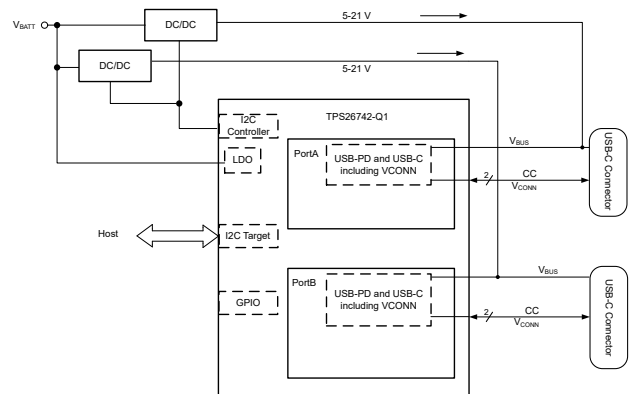 VBATT
DC/DC
5-21 V
DC/DC
5-21 V
TPS26742-Q1
I2C
Controller
LDO
PortA
USB-PD and USB-C
including VCONN
VBUS
2
CC
VCONN
USB-C Connector
Host
I2C Target
GPIO
PortB
USB-PD and USB-C
including VCONN
VBUS
2
CC
VCONN
USB-C Connector